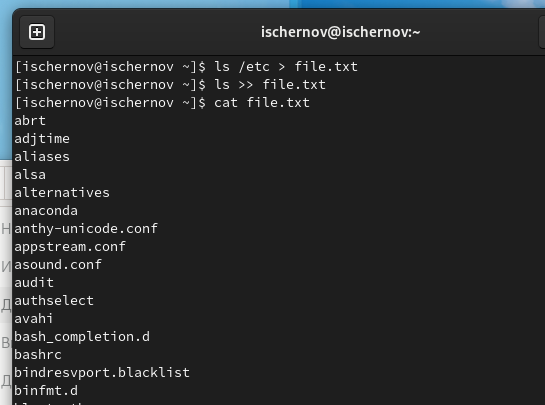 ischernov@ischernov:~
[ischernov@ischernov ~]$ ls /etc > file.txt
[ischernov@ischernov ~]$ ls >> file.txt
[ischernov@ischernov ~]$ cat file.txt
abrt
adjtime
aliases
alsa
alternatives
anaconda
anthy-unicode.conf
appstream.conf
asound.conf
audit
authselect
avahi
bash_completion.d
bashrc
bindresvport.blacklist
binfmt.d